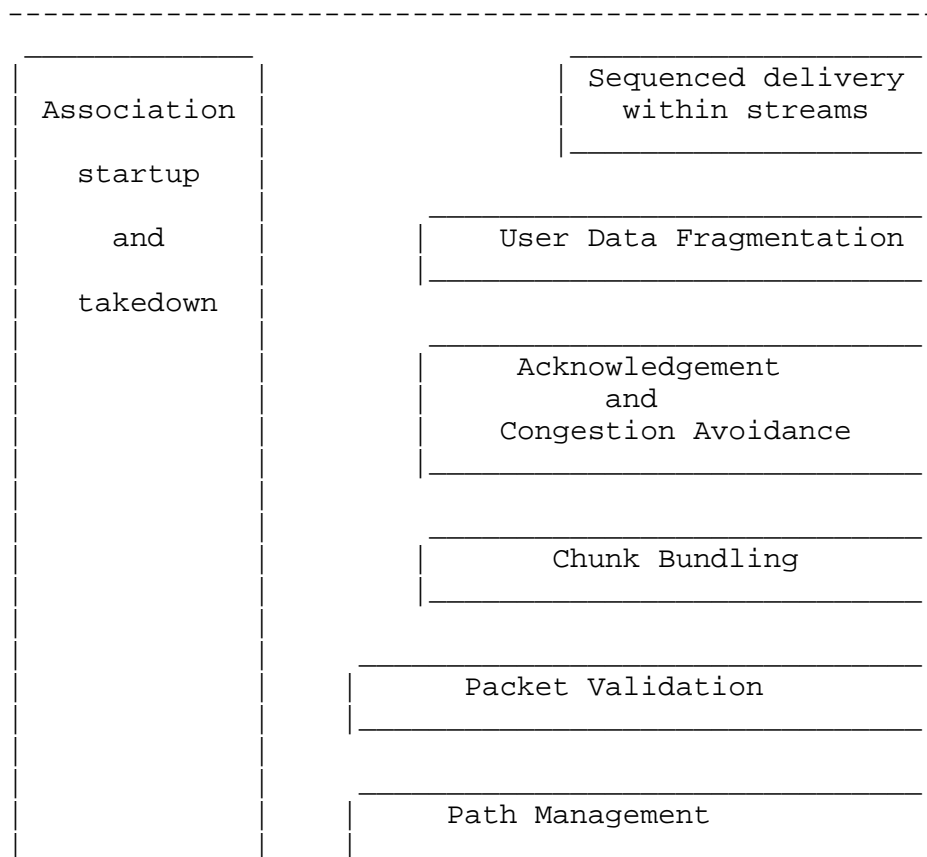 Sequenced delivery
Association within streams
startup
and User Data Fragmentation
takedown
Acknowledgement
and
Congestion Avoidance
Chunk Bundling
Packet Validation
Path Management